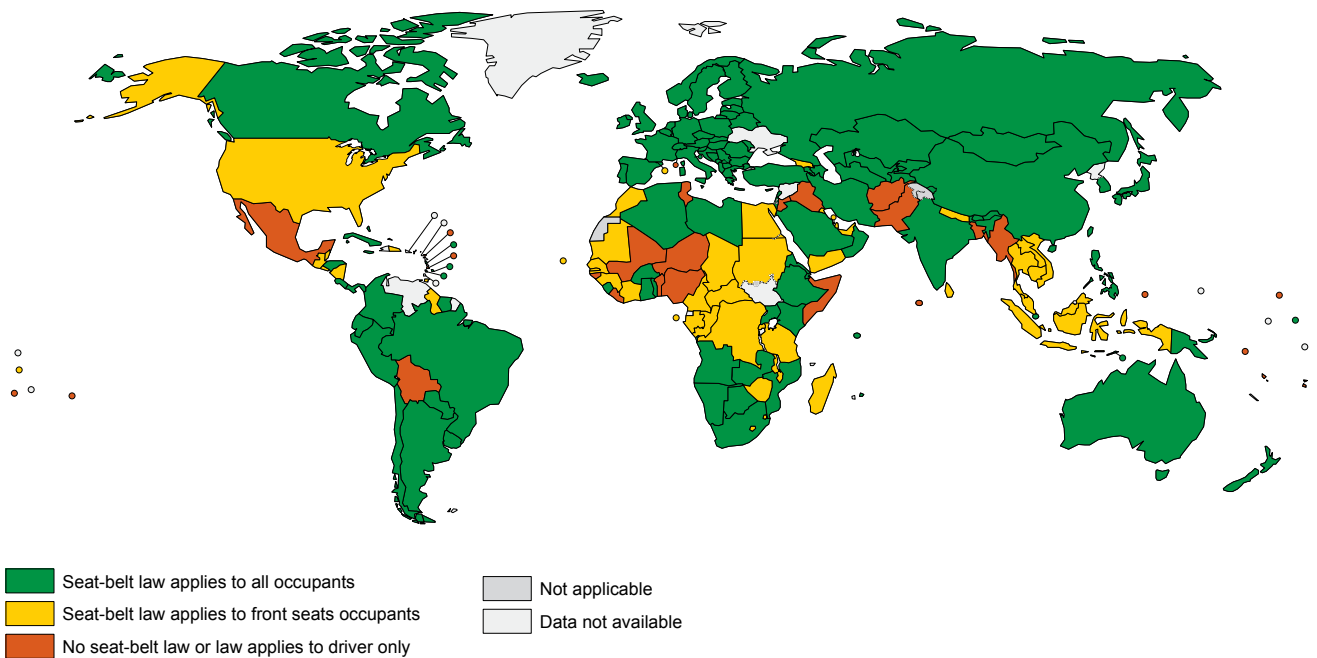 Seat-belt law applies to all occupants
Seat-belt law applies to front seats occupants
No seat-belt law or law applies to driver only
Not applicable
Data not available